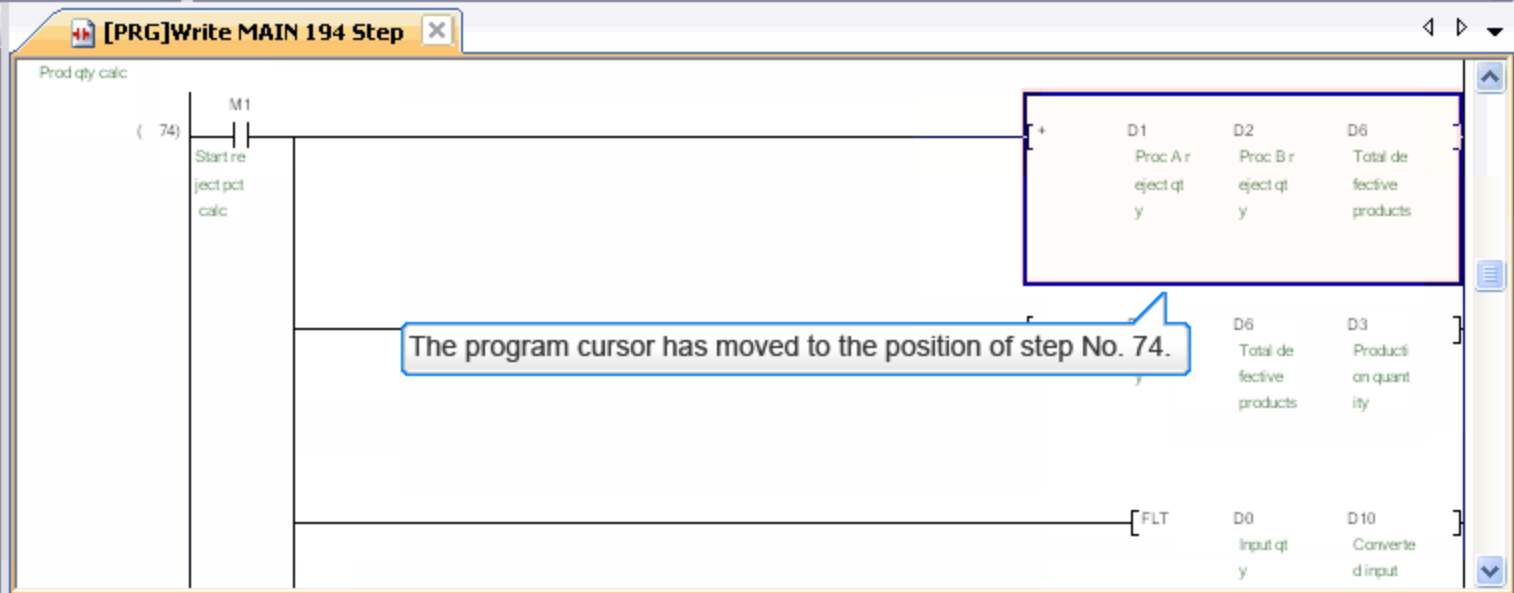 [PRG]Write MAIN 194 Step
Prod qty calc
M1
( 74)
+ D1 D2 D6
Start re Proc A r Proc B r Total de
ject pct eject qt eject qt fective
calc y y products
D6 D3
The program cursor has moved to the position of step No. 74.
Total de Producti
y fective on quant
products ity
FLT D0 D10
Input qt Converte
y d input